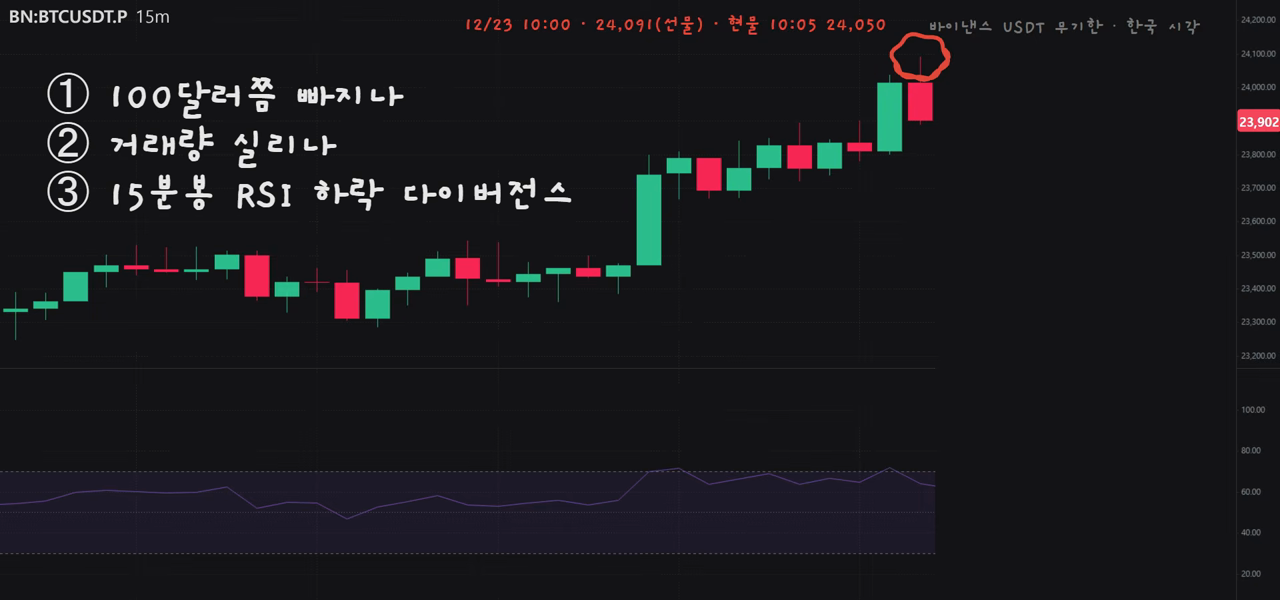 BN:BTCUSDT.P 15m
12/23 10:00 · 24,091(선물) · 현물 10:05 24,050
바이낸스 USDT 무기한 · 한국 시각
① 100달러쯤 빠지나
② 거래량 실리나
③ 15분봉 RSI 하락 다이버전스
24,200.00
24,100.00
24,000.00
23,902
23,800.00
23,700.00
23,600.00
23,500.00
23,400.00
23,300.00
23,200.00
100.00
80.00
60.00
40.00
20.00